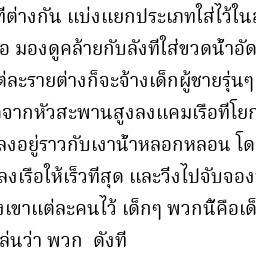 ที่ต่างกัน แบ่งแยกประเภทใส่ไว้ใน
อ มองดูคล้ายกับลังที่ใส่ขวดน้ำอัด
ต่ละรายต่างก็จะจ้างเด็กผู้ชายรุ่นๆ
จากหัวสะพานสูงลงแคมเรือที่โยก
ลงอยู่ราวกับเงาน้ำหลอกหลอน โด
ลงเรือให้เร็วที่สุด และวิ่งไปจับจอง
งเขาแต่ละคนไว้ เด็กๆ พวกนี้คือเด็
ล่นว่า พวก ดังที่